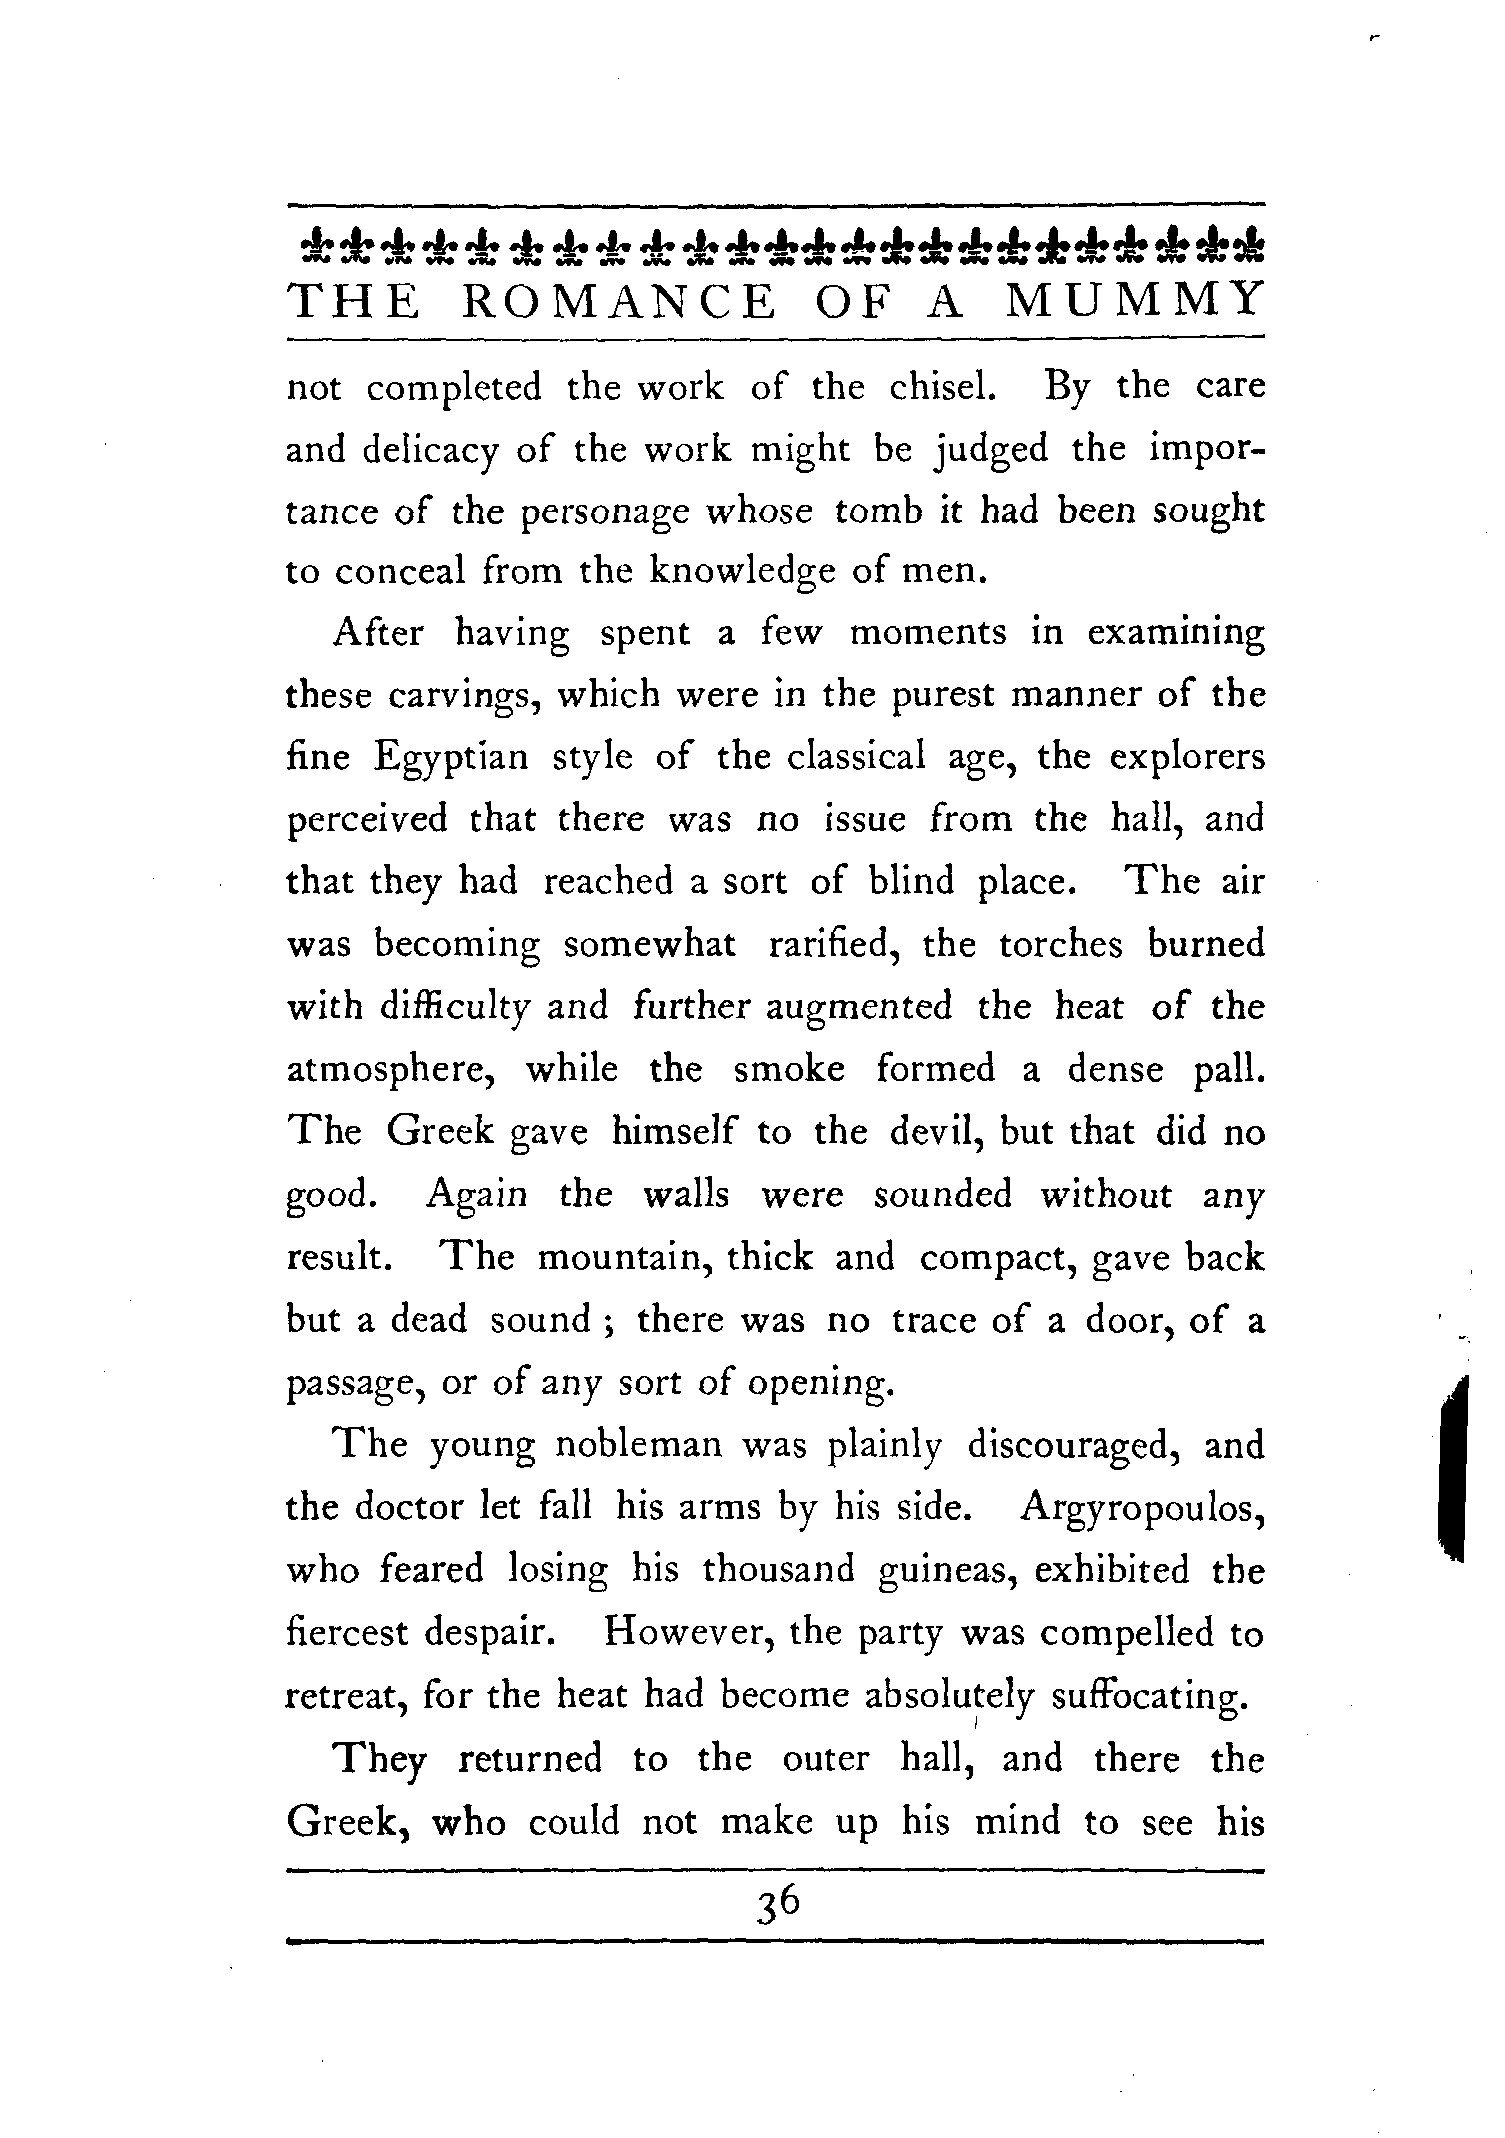 THE ROMANCE OF A MUMMY
not completed the work of the chisel. By the care
and delicacy of the work might be judged the impor-
tance of the personage whose tomb it had been sought
to conceal from the knowledge of men.
After having spent a few moments in examining
these carvings, which were in the purest manner of the
fine Egyptian style of the classical age, the explorers
perceived that there was no issue from the hall, and
that they had reached a sort of blind place. The air
was becoming somewhat rarified, the torches burned
with difficulty and further augmented the heat of the
atmosphere, while the smoke formed a dense pall.
The Greek gave himself to the devil, but that did no
good. Again the walls were sounded without any
result. The mountain, thick and compact, gave back
but a dead sound ; there was no trace of a door, of a
passage, or of any sort of opening.
The young nobleman was plainly discouraged, and
the doctor let fall his arms by his side. Argyropoulos,
who feared losing his thousand guineas, exhibited the
fiercest despair. However, the party was compelled to
retreat, for the heat had become absolutely suffocating.
They returned to the outer hall, and there the
Greek, who could not make up his mind to see his
36